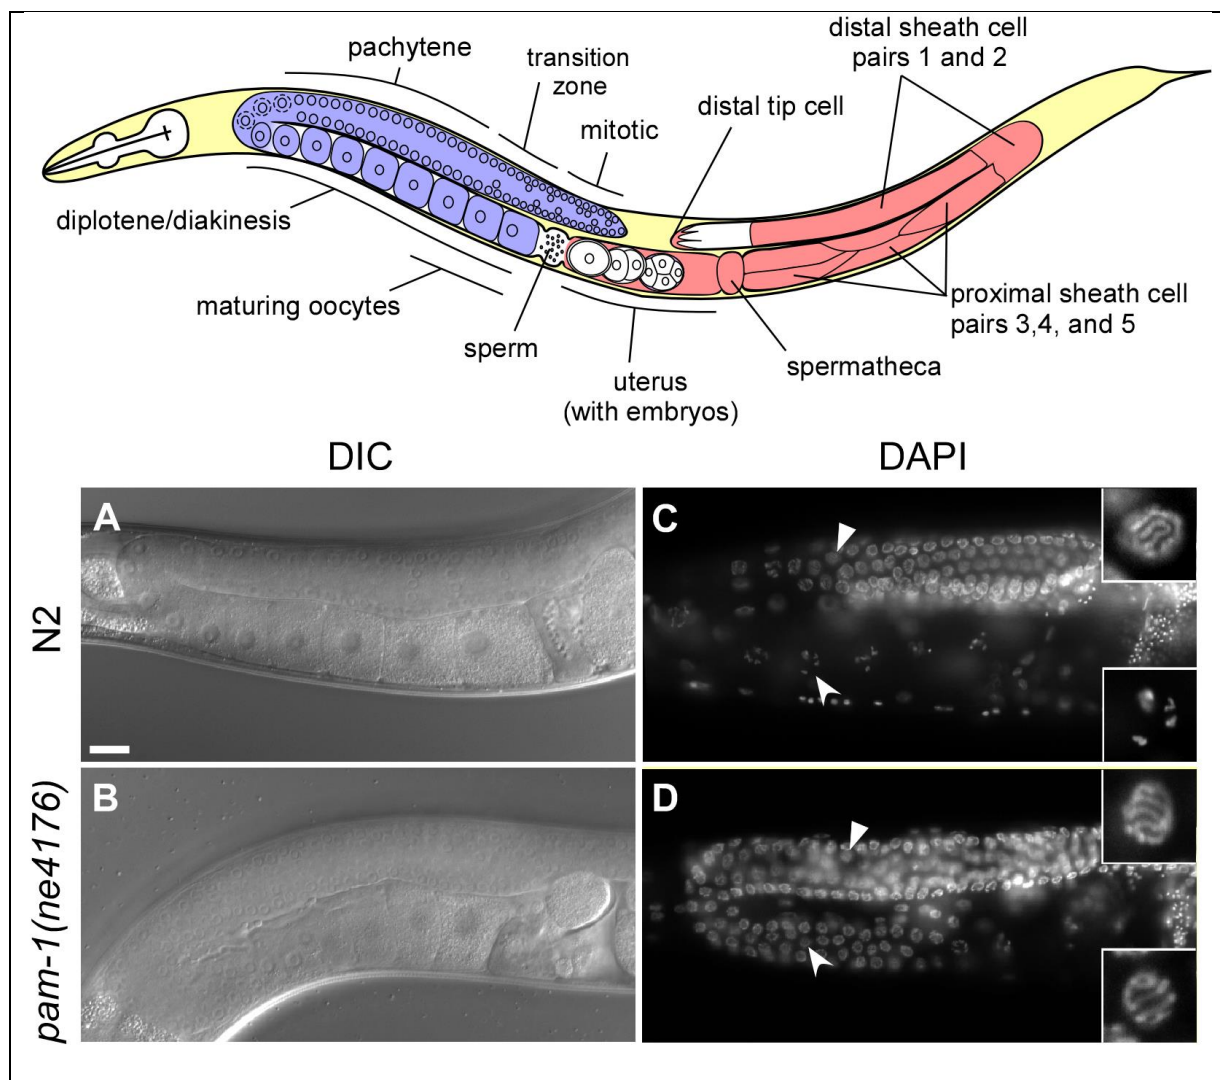 distal sheath cell
pairs 1 and 2
pachytene
transition
zone
distal tip cell
mitotic
diplotene/diakinesis
maturing oocytes
sperm
proximal sheath cell
pairs 3,4, and 5
spermatheca
uterus
(with embryos)
DIC
DAPI
N2
A
C
pam-1(ne4176)
B
D